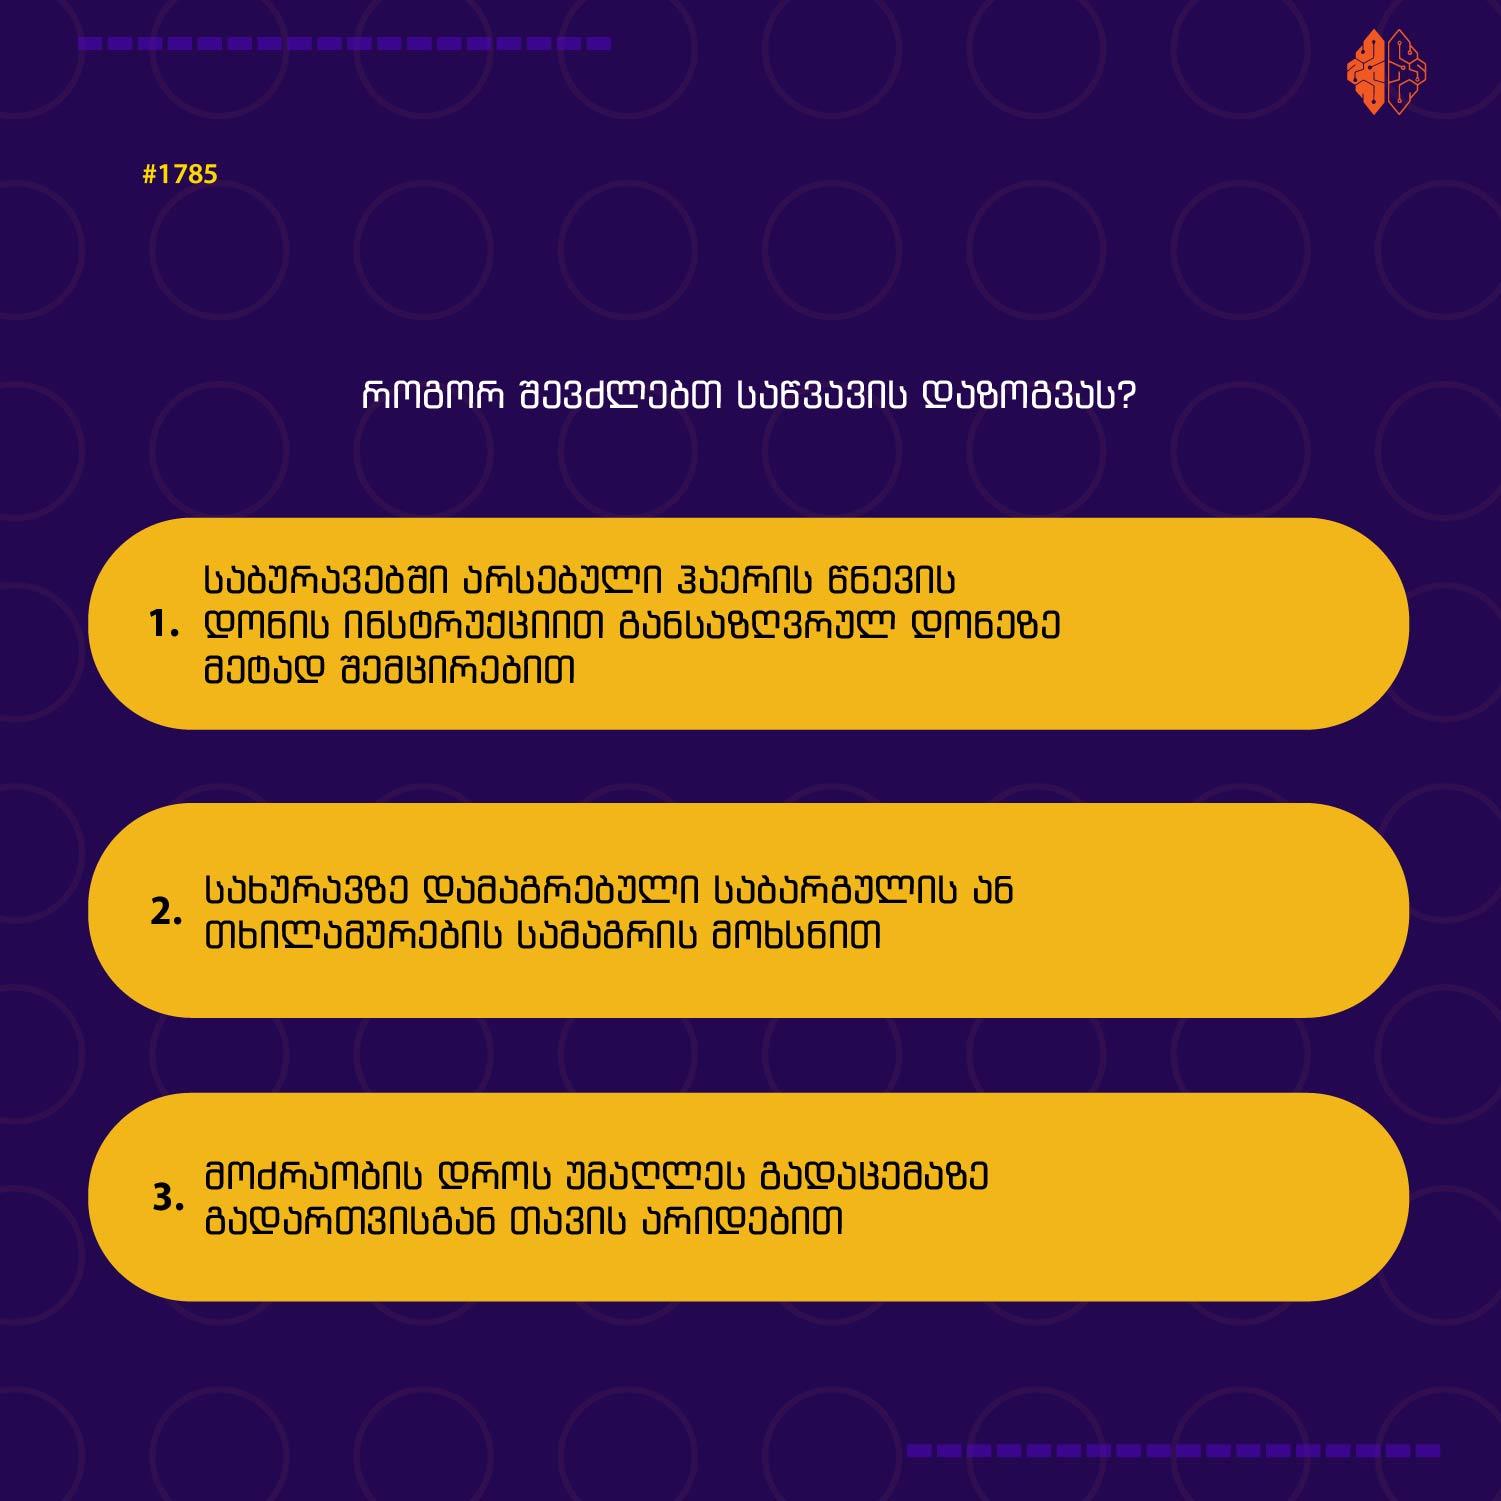 #1785
როგორ შევძლებთ საწვავის დაზოგვას?
საბურავებში არსებული ჰაერის წნევის
1. დონის ინსტრუქციით განსაზღვრულ დონეზე
მეტად შემცირებით
სახურავზე დამაგრებული საბარგულის ან
2. თხილამურების სამაგრის მოხსნით
მოძრაობის დროს უმაღლეს გადაცემაზე
3. გადართვისგან თავის არიდებით